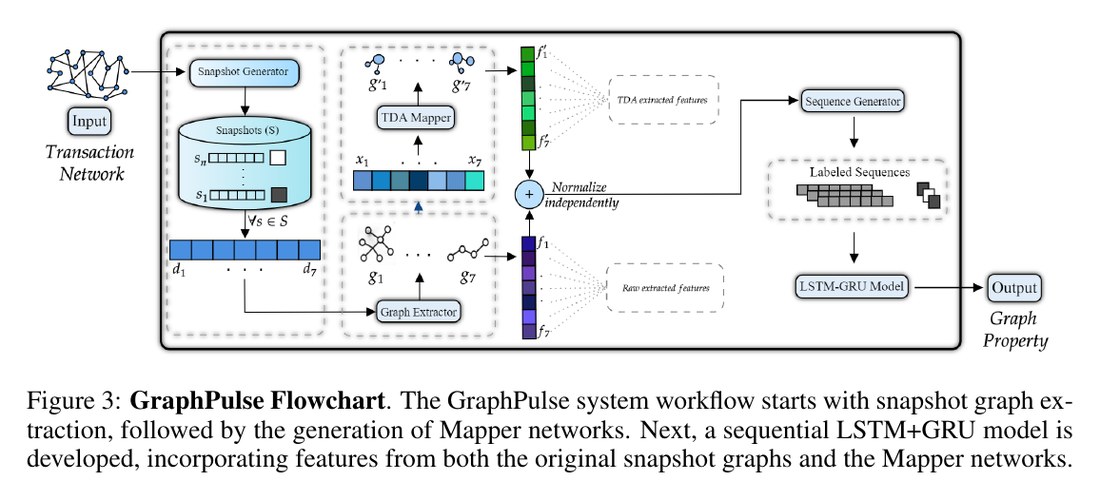 Input
Transaction
Network
Snapshot Generator
Snapshots (S)
sₙ
⋮
s₁
∀s ∈ S
d₁ · · · d₇
g'₁ · · · g'₇
TDA Mapper
x₁ · · · x₇
g₁ · · · g₇
Graph Extractor
f'₁
f'₇
TDA extracted features
+
Normalize
independently
f₁
f₇
Raw extracted features
Sequence Generator
Labeled Sequences
LSTM-GRU Model
Output
Graph
Property
Figure 3: GraphPulse Flowchart. The GraphPulse system workflow starts with snapshot graph ex-
traction, followed by the generation of Mapper networks. Next, a sequential LSTM+GRU model is
developed, incorporating features from both the original snapshot graphs and the Mapper networks.